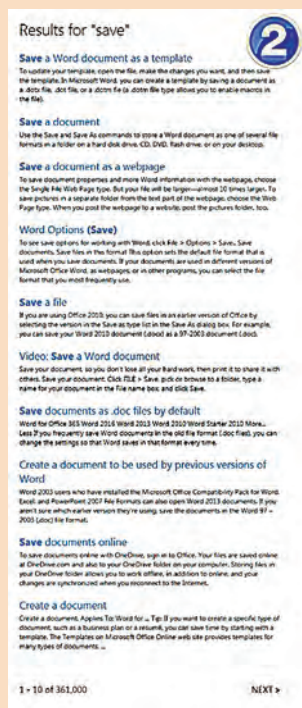 Results for "save"
2
Save a Word document as a template
To update your template, open the file, make the changes you want, and then save
the template. In Microsoft Word, you can create a template by saving a document as
a .dotx file, .dot file, or a .dotm fie (a .dotm file type allows you to enable macros in
the file).
Save a document
Use the Save and Save As commands to store a Word document as one of several file
formats in a folder on a hard disk drive, CD, DVD, flash drive, or on your desktop.
Save a document as a webpage
To save document properties and more Word information with the webpage, choose
the Single File Web Page type. But your file will be larger—almost 10 times larger. To
save pictures in a separate folder from the text part of the webpage, choose the Web
Page type. When you post the webpage to a website, post the pictures folder, too.
Word Options (Save)
To see save options for working with Word, click File > Options > Save.. Save
documents. Save files in this format This option sets the default file format that is
used when you save documents. If your documents are used in different versions of
Microsoft Office Word, as webpages, or in other programs, you can select the file
format that you most frequently use.
Save a file
If you are using Office 2010, you can save files in an earlier version of Office by
selecting the version in the Save as type list in the Save As dialog box. For example,
you can save your Word 2010 document (.docx) as a 97-2003 document (.doc).
Video: Save a Word document
Save your document, so you don't lose all your hard work, then print it to share it with
others. Save your document. Click FILE > Save, pick or browse to a folder, type a
name for your document in the File name box, and click Save.
Save documents as .doc files by default
Word for Office 365 Word 2016 Word 2013 Word 2010 Word Starter 2010 More...
Less If you frequently save Word documents in the old file format (.doc files), you can
change the settings so that Word saves in that format every time.
Create a document to be used by previous versions of
Word
Word 2003 users who have installed the Microsoft Office Compatibility Pack for Word,
Excel, and PowerPoint 2007 File Formats can also open Word 2013 documents. If you
aren't sure which earlier version they're using, save the documents in the Word 97 –
2003 (.doc) file format.
Save documents online
To save documents online with OneDrive, sign in to Office. Your files are saved online
at OneDrive.com and also to your OneDrive folder on your computer. Storing files in
your OneDrive folder allows you to work offline, in addition to online, and your
changes are synchronized when you reconnect to the Internet.
Create a document
Create a document. Applies To: Word for ... Tip: If you want to create a specific type of
document, such as a business plan or a resumé, you can save time by starting with a
template. The Templates on Microsoft Office Online web site provides templates for
many types of documents. ...
1 - 10 of 361,000 NEXT >